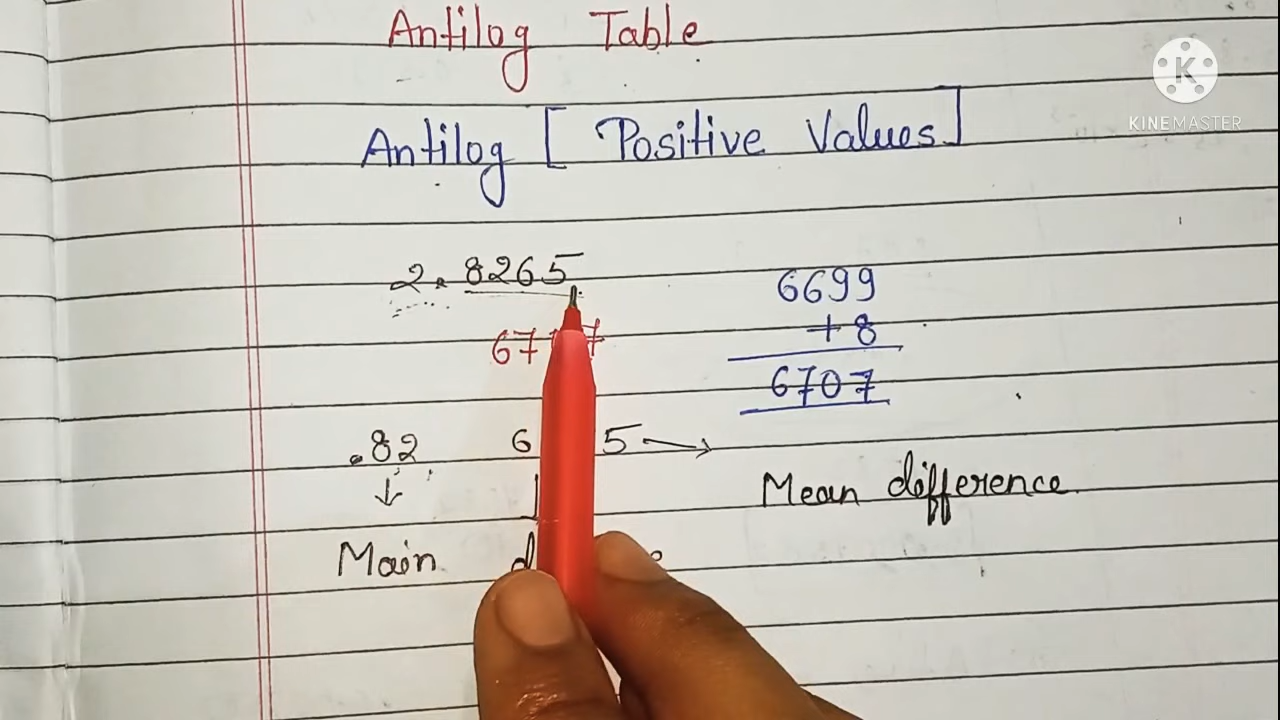 Antilog Table
K
KINEMASTER
Antilog [ Positive Values ]
2.8265
6699
+ 8
6707
.82 6 5 →
Mean difference
Main